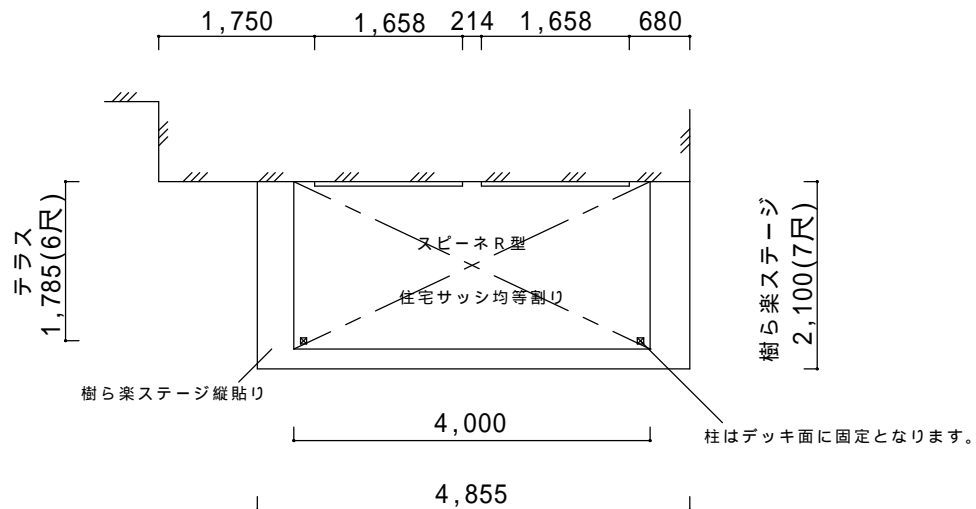 1,750
1,658
214
1,658
680
テラス
1,785(6尺)
スピーネR型
住宅サッシ均等割り
樹ら楽ステージ
2,100(7尺)
樹ら楽ステージ縦貼り
4,000
柱はデッキ面に固定となります。
4,855